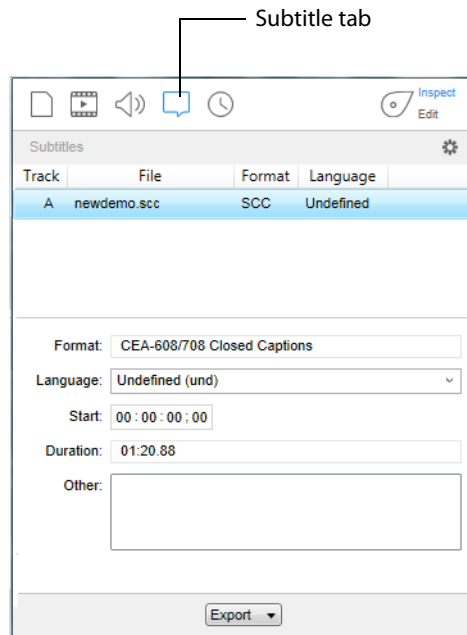 Subtitle tab
Inspect
Edit
Subtitles
Track File Format Language
A newdemo.scc SCC Undefined
Format: CEA-608/708 Closed Captions
Language: Undefined (und)
Start: 00:00:00;00
Duration: 01:20.88
Other:
Export